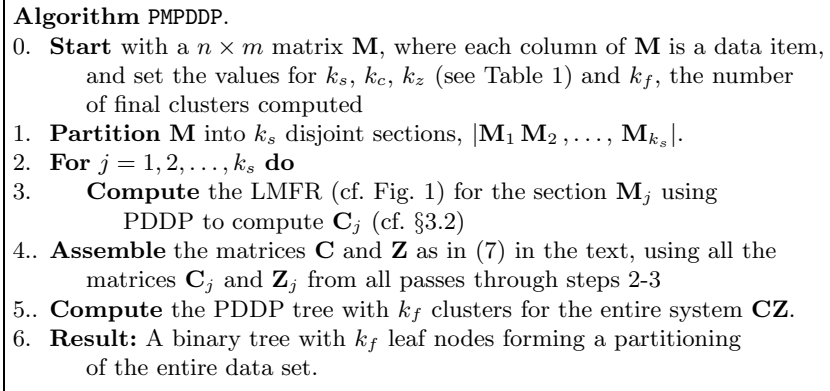 Algorithm PMPDDP.
0. Start with a n × m matrix M, where each column of M is a data item,
and set the values for k_s, k_c, k_z (see Table 1) and k_f, the number
of final clusters computed
1. Partition M into k_s disjoint sections, |M_1 M_2 , . . . , M_{k_s}|.
2. For j = 1, 2, . . . , k_s do
3. Compute the LMFR (cf. Fig. 1) for the section M_j using
PDDP to compute C_j (cf. §3.2)
4.. Assemble the matrices C and Z as in (7) in the text, using all the
matrices C_j and Z_j from all passes through steps 2-3
5.. Compute the PDDP tree with k_f clusters for the entire system CZ.
6. Result: A binary tree with k_f leaf nodes forming a partitioning
of the entire data set.